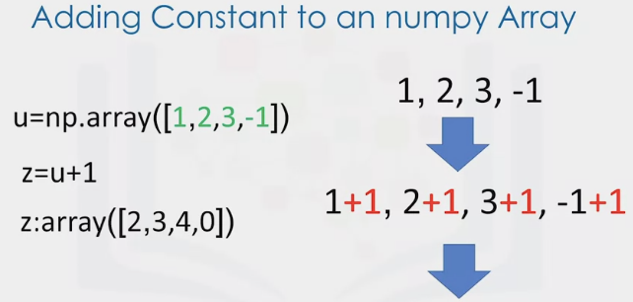 Adding Constant to an numpy Array
u=np.array([1,2,3,-1])
z=u+1
z:array([2,3,4,0])
1, 2, 3, -1
1+1, 2+1, 3+1, -1+1